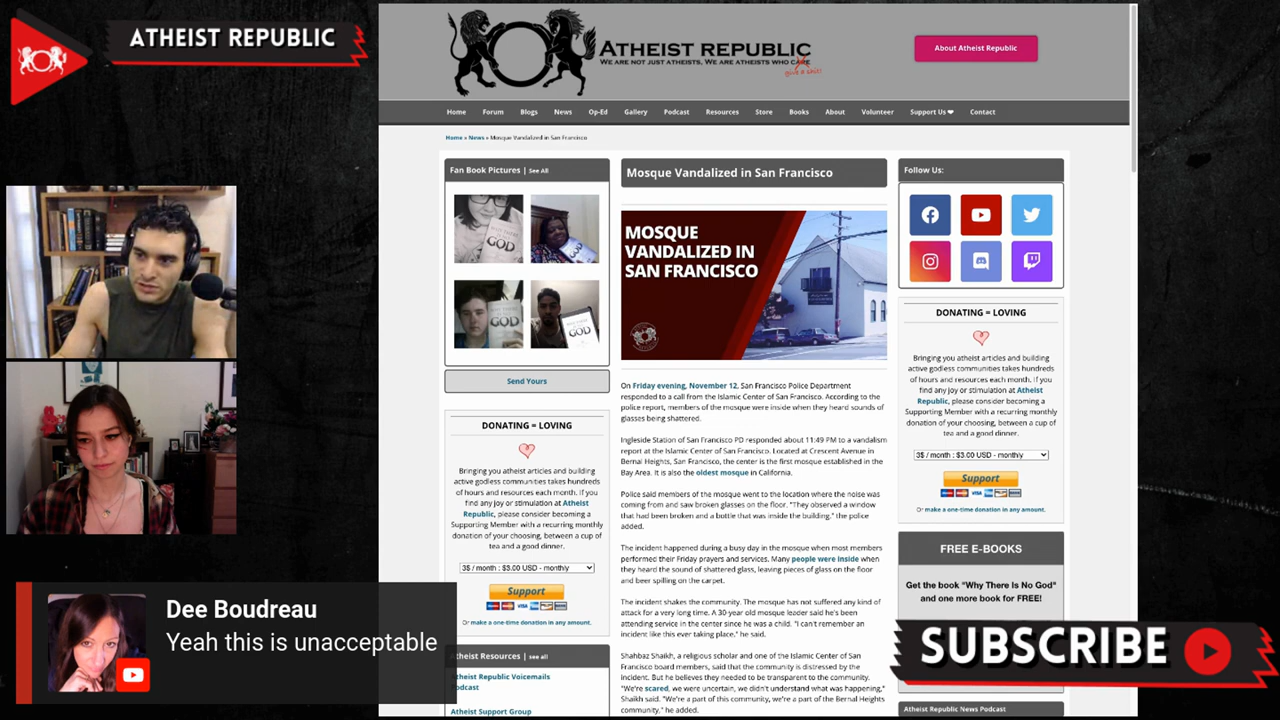 ATHEIST REPUBLIC
ATHEIST REPUBLIC
WE ARE NOT JUST ATHEISTS, WE ARE ATHEISTS WHO CARE
give a shit!
About Atheist Republic
Home Forum Blogs News Op-Ed Gallery Podcast Resources Store Books About Volunteer Support Us ❤ Contact
Home » News » Mosque Vandalized in San Francisco
Fan Book Pictures | See All
GOD
GOD
GOD
Send Yours
DONATING = LOVING
Bringing you atheist articles and building
active godless communities takes hundreds
of hours and resources each month. If you
find any joy or stimulation at Atheist
Republic, please consider becoming a
Supporting Member with a recurring monthly
donation of your choosing, between a cup of
tea and a good dinner.
3$ / month : $3.00 USD - monthly
Support
Or make a one-time donation in any amount.
Atheist Resources | see all
Atheist Republic Voicemails
Podcast
Atheist Support Group
Mosque Vandalized in San Francisco
MOSQUE
VANDALIZED IN
SAN FRANCISCO
On Friday evening, November 12, San Francisco Police Department
responded to a call from the Islamic Center of San Francisco. According to the
police report, members of the mosque were inside when they heard sounds of
glasses being shattered.
Ingleside Station of San Francisco PD responded about 11:49 PM to a vandalism
report at the Islamic Center of San Francisco. Located at Crescent Avenue in
Bernal Heights, San Francisco, the center is the first mosque established in the
Bay Area. It is also the oldest mosque in California.
Police said members of the mosque went to the location where the noise was
coming from and saw broken glasses on the floor. "They observed a window
that had been broken and a bottle that was inside the building," the police
added.
The incident happened during a busy day in the mosque when most members
performed their Friday prayers and services. Many people were inside when
they heard the sound of shattered glass, leaving pieces of glass on the floor
and beer spilling on the carpet.
The incident shakes the community. The mosque has not suffered any kind of
attack for a very long time. A 30-year old mosque leader said he's been
attending service in the center since he was a child. "I can't remember an
incident like this ever taking place." he said.
Shahbaz Shaikh, a religious scholar and one of the Islamic Center of San
Francisco board members, said that the community is distressed by the
incident. But he believes they needed to be transparent to the community.
"We're scared, we were uncertain, we didn't understand what was happening,"
Shaikh said. "We're a part of this community, we're a part of the Bernal Heights
community," he added.
Follow Us:
DONATING = LOVING
Bringing you atheist articles and building
active godless communities takes hundreds
of hours and resources each month. If you
find any joy or stimulation at Atheist
Republic, please consider becoming a
Supporting Member with a recurring monthly
donation of your choosing, between a cup of
tea and a good dinner.
3$ / month : $3.00 USD - monthly
Support
Or make a one-time donation in any amount.
FREE E-BOOKS
Get the book "Why There Is No God"
and one more book for FREE!
Atheist Republic News Podcast
Dee Boudreau
Yeah this is unacceptable
SUBSCRIBE